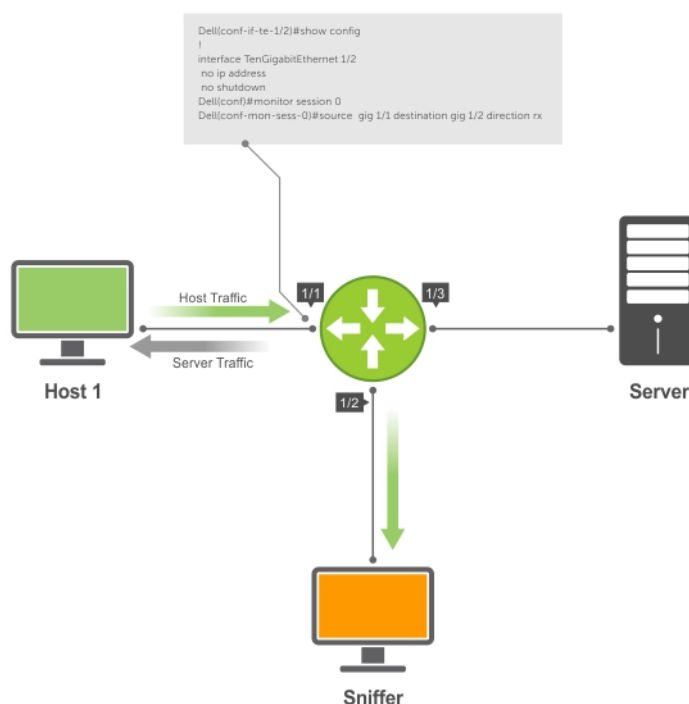 Dell(conf-if-te-1/2)#show config
!
interface TenGigabitEthernet 1/2
no ip address
no shutdown
Dell(conf)#monitor session 0
Dell(conf-mon-sess-0)#source gig 1/1 destination gig 1/2 direction rx
Host Traffic
1/1
1/3
Server Traffic
Host 1
Server
1/2
Sniffer